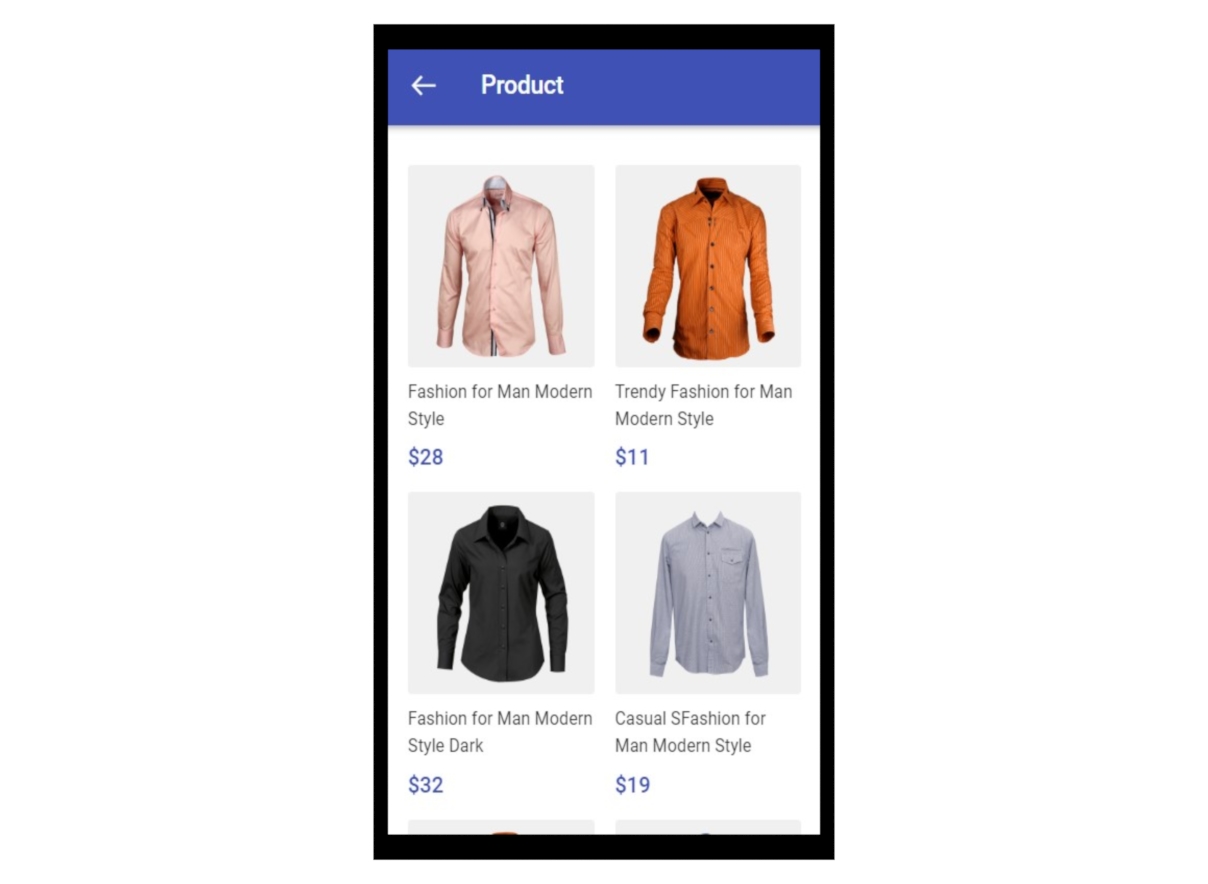 Product
Fashion for Man Modern
Style
$28
Trendy Fashion for Man
Modern Style
$11
Fashion for Man Modern
Style Dark
$32
Casual SFashion for
Man Modern Style
$19